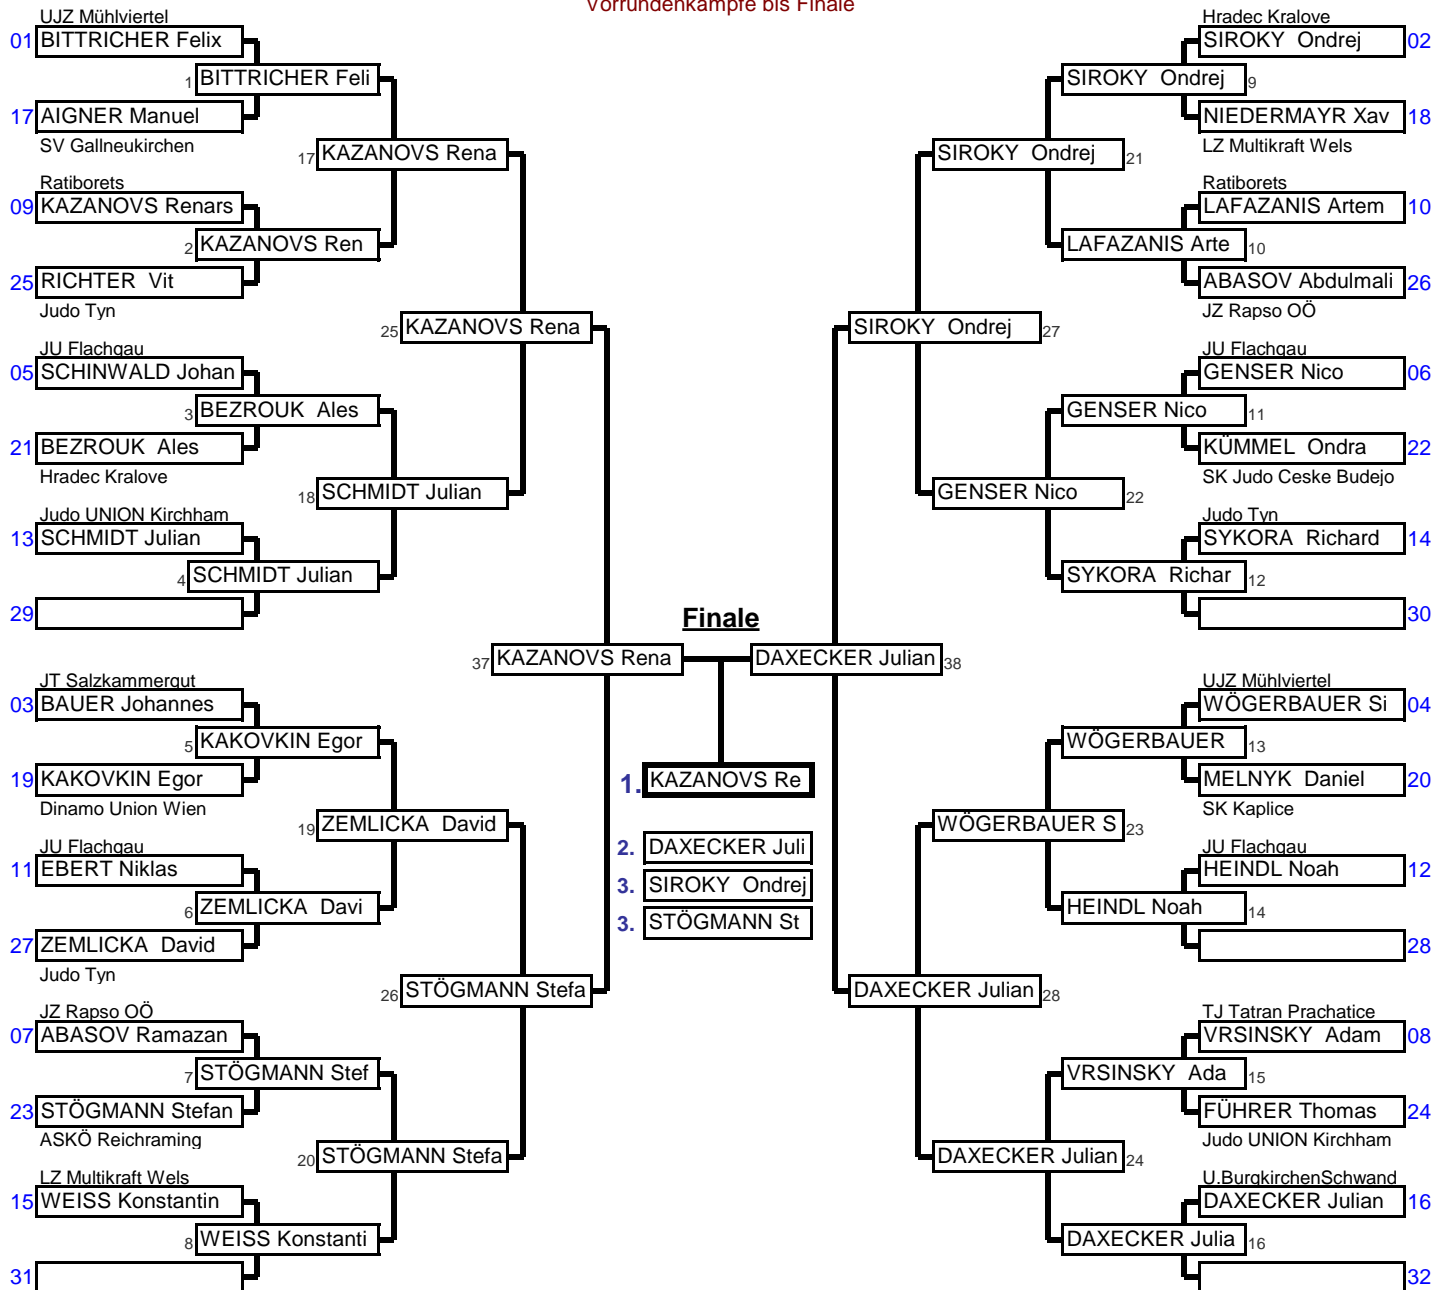 Vorrundenkämpfe bis Finale
UJZ Mühlviertel
01 BITTRICHER Felix
1 BITTRICHER Feli
17 AIGNER Manuel
SV Gallneukirchen
17 KAZANOVS Rena
Ratiborets
09 KAZANOVS Renars
2 KAZANOVS Ren
25 RICHTER Vit
Judo Tyn
25 KAZANOVS Rena
JU Flachgau
05 SCHINWALD Johan
3 BEZROUK Ales
21 BEZROUK Ales
Hradec Kralove
18 SCHMIDT Julian
Judo UNION Kirchham
13 SCHMIDT Julian
4 SCHMIDT Julian
29
37 KAZANOVS Rena
JT Salzkammergut
03 BAUER Johannes
5 KAKOVKIN Egor
19 KAKOVKIN Egor
Dinamo Union Wien
19 ZEMLICKA David
JU Flachgau
11 EBERT Niklas
6 ZEMLICKA Davi
27 ZEMLICKA David
Judo Tyn
26 STÖGMANN Stefa
JZ Rapso OÖ
07 ABASOV Ramazan
7 STÖGMANN Stef
23 STÖGMANN Stefan
ASKÖ Reichraming
20 STÖGMANN Stefa
LZ Multikraft Wels
15 WEISS Konstantin
8 WEISS Konstanti
31
Finale
1. KAZANOVS Re
2. DAXECKER Juli
3. SIROKY Ondrej
3. STÖGMANN St
Hradec Kralove
SIROKY Ondrej 02
SIROKY Ondrej 9
NIEDERMAYR Xav 18
LZ Multikraft Wels
SIROKY Ondrej 21
Ratiborets
LAFAZANIS Artem 10
LAFAZANIS Arte 10
ABASOV Abdulmali 26
JZ Rapso OÖ
SIROKY Ondrej 27
JU Flachgau
GENSER Nico 06
GENSER Nico 11
KÜMMEL Ondra 22
SK Judo Ceske Budejo
GENSER Nico 22
Judo Tyn
SYKORA Richard 14
SYKORA Richar 12
30
DAXECKER Julian 38
UJZ Mühlviertel
WÖGERBAUER Si 04
WÖGERBAUER 13
MELNYK Daniel 20
SK Kaplice
WÖGERBAUER S 23
JU Flachgau
HEINDL Noah 12
HEINDL Noah 14
28
DAXECKER Julian 28
TJ Tatran Prachatice
VRSINSKY Adam 08
VRSINSKY Ada 15
FÜHRER Thomas 24
Judo UNION Kirchham
DAXECKER Julian 24
U.BurgkirchenSchwand
DAXECKER Julian 16
DAXECKER Julia 16
32